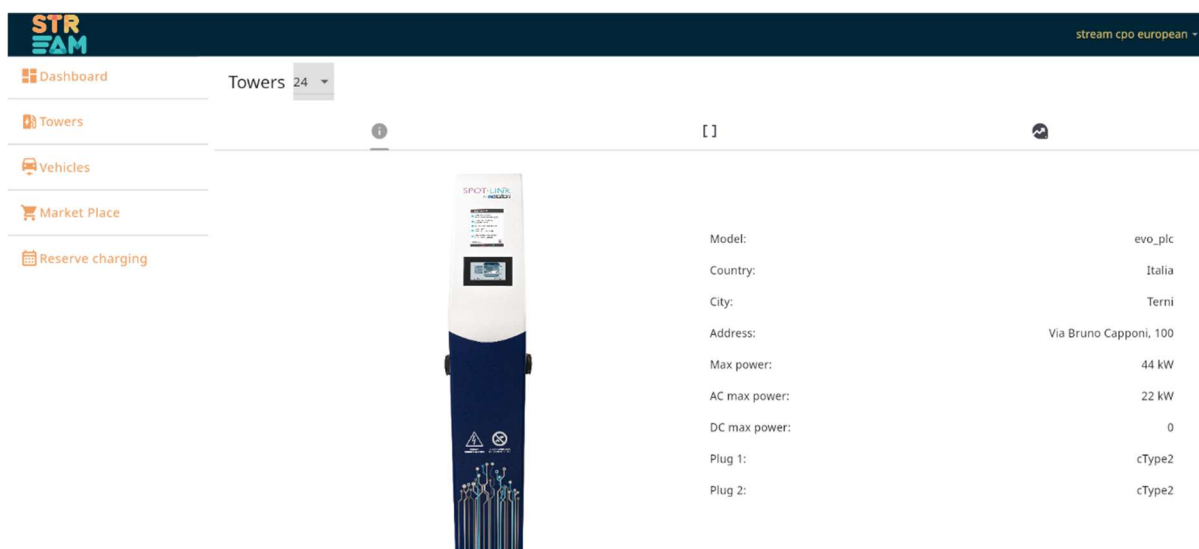 STR
EAM
stream cpo european
Dashboard
Towers
Vehicles
Market Place
Reserve charging
Towers 24
[ ]
SPOT-LINK
Model: evo_plc
Country: Italia
City: Terni
Address: Via Bruno Capponi, 100
Max power: 44 kW
AC max power: 22 kW
DC max power: 0
Plug 1: cType2
Plug 2: cType2